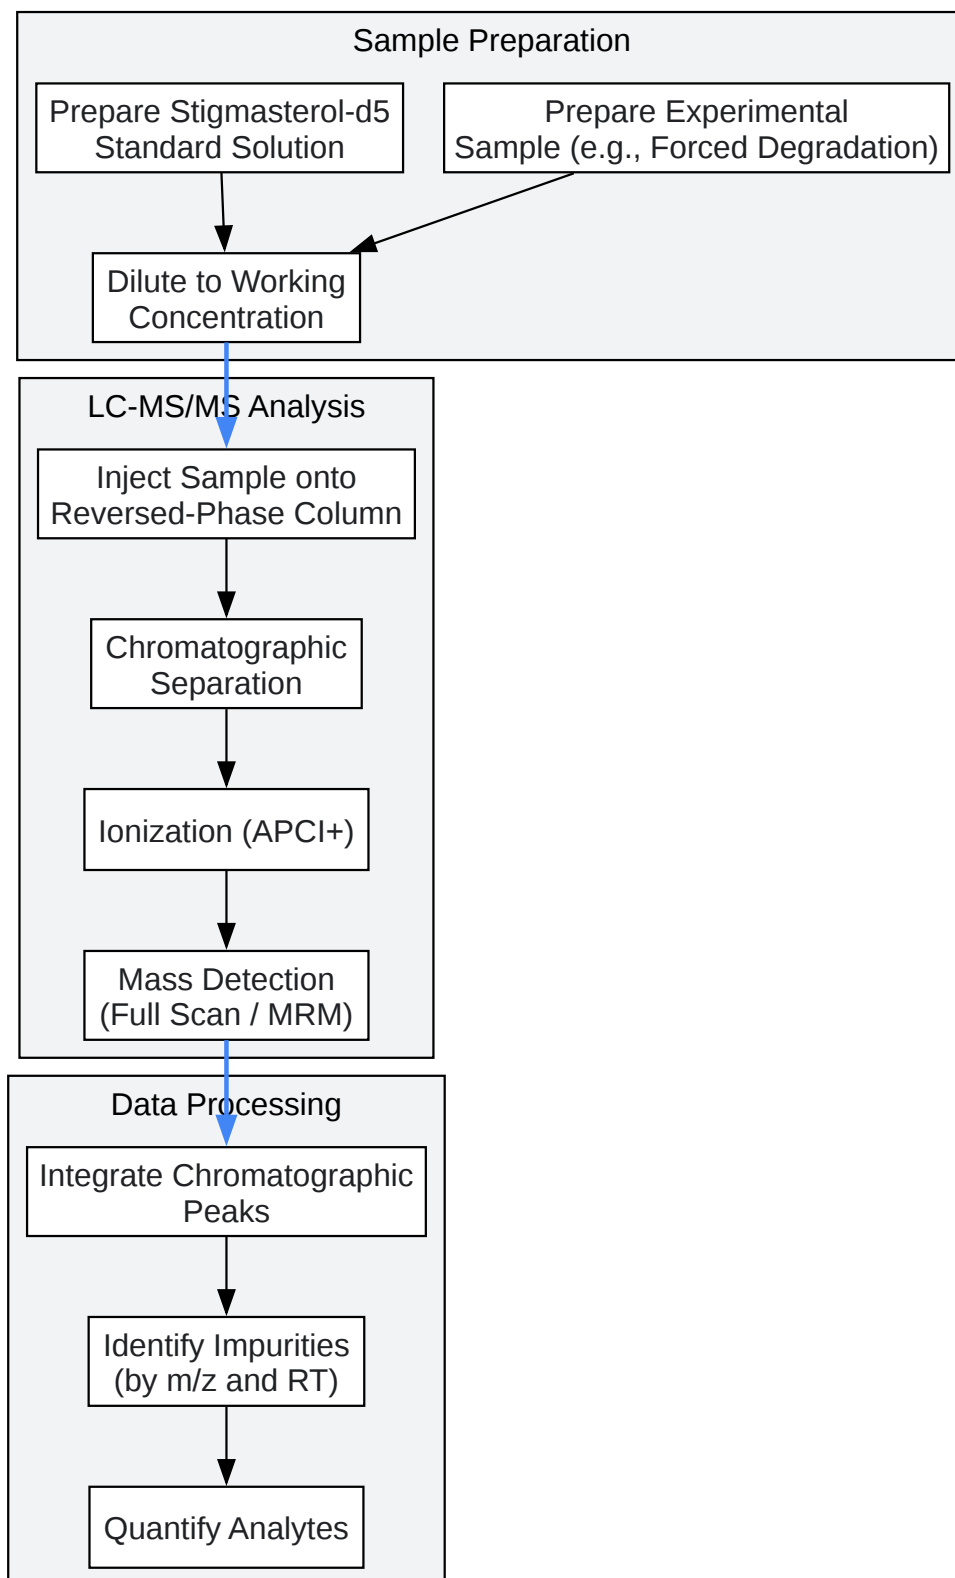 Sample Preparation
Prepare Stigmasterol-d5
Standard Solution
Prepare Experimental
Sample (e.g., Forced Degradation)
Dilute to Working
Concentration
LC-MS/MS Analysis
Inject Sample onto
Reversed-Phase Column
Chromatographic
Separation
Ionization (APCI+)
Mass Detection
(Full Scan / MRM)
Data Processing
Integrate Chromatographic
Peaks
Identify Impurities
(by m/z and RT)
Quantify Analytes